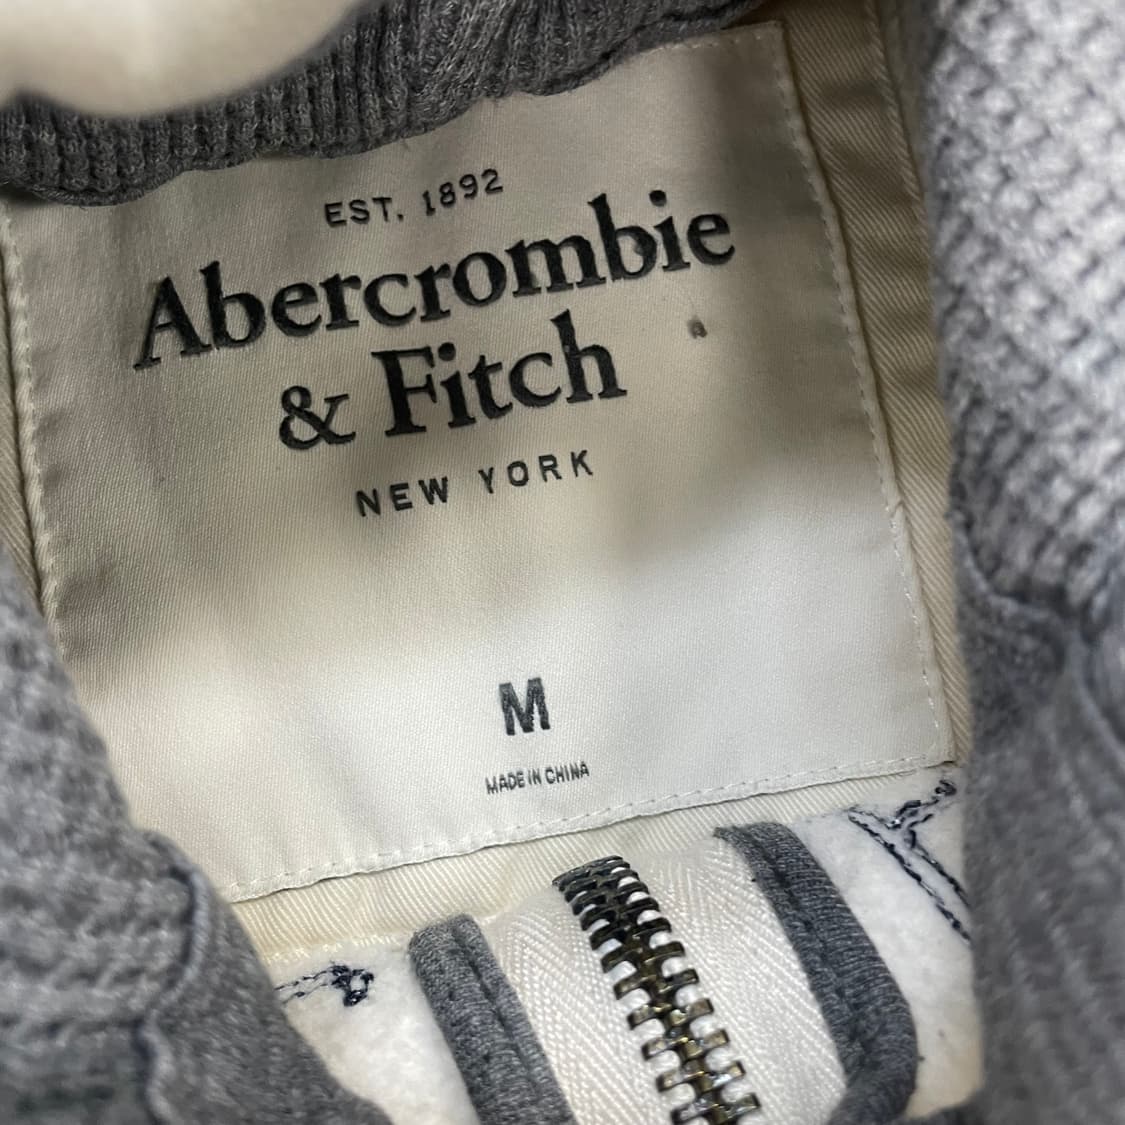 EST. 1892
Abercrombie
& Fitch
NEW YORK
M
MADE IN CHINA